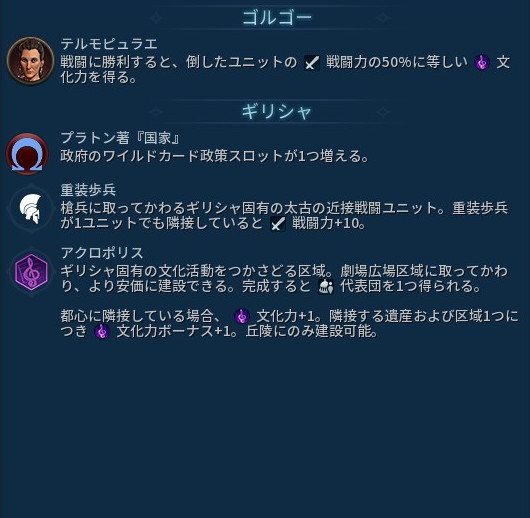 ゴルゴー
テルモピュラエ
戦闘に勝利すると、倒したユニットの 戦闘力の50%に等しい 文
化力を得る。
ギリシャ
プラトン著『国家』
政府のワイルドカード政策スロットが1つ増える。
重装歩兵
槍兵に取ってかわるギリシャ固有の太古の近接戦闘ユニット。重装歩兵
が1ユニットでも隣接していると 戦闘力+10。
アクロポリス
ギリシャ固有の文化活動をつかさどる区域。劇場広場区域に取ってかわ
り、より安価に建設できる。完成すると 代表団を1つ得られる。
都心に隣接している場合、 文化力+1。隣接する遺産および区域1つに
つき 文化力ボーナス+1。丘陵にのみ建設可能。